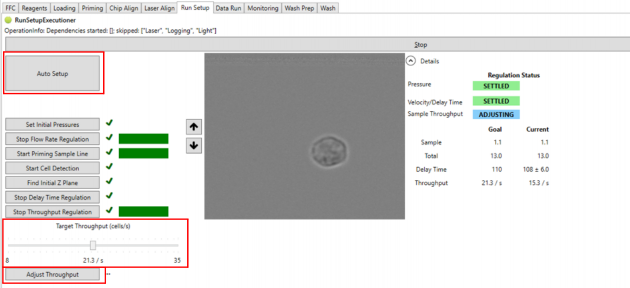 FFC Reagents Loading Priming Chip Align Laser Align Run Setup Data Run Monitoring Wash Prep Wash
RunSetupExecutioner
OperationInfo: Dependencies started: []; skipped: ["Laser", "Logging", "Light"]
Stop
Auto Setup
Set Initial Pressures
Stop Flow Rate Regulation
Start Priming Sample Line
Start Cell Detection
Find Initial Z Plane
Stop Delay Time Regulation
Stop Throughput Regulation
Target Throughput (cells/s)
8 21.3 / s 35
Adjust Throughput ...
Details
Regulation Status
Pressure SETTLED
Velocity/Delay Time SETTLED
Sample Throughput ADJUSTING
Goal Current
Sample 1.1 1.1
Total 13.0 13.0
Delay Time 110 108 ± 6.0
Throughput 21.3 / s 15.3 / s